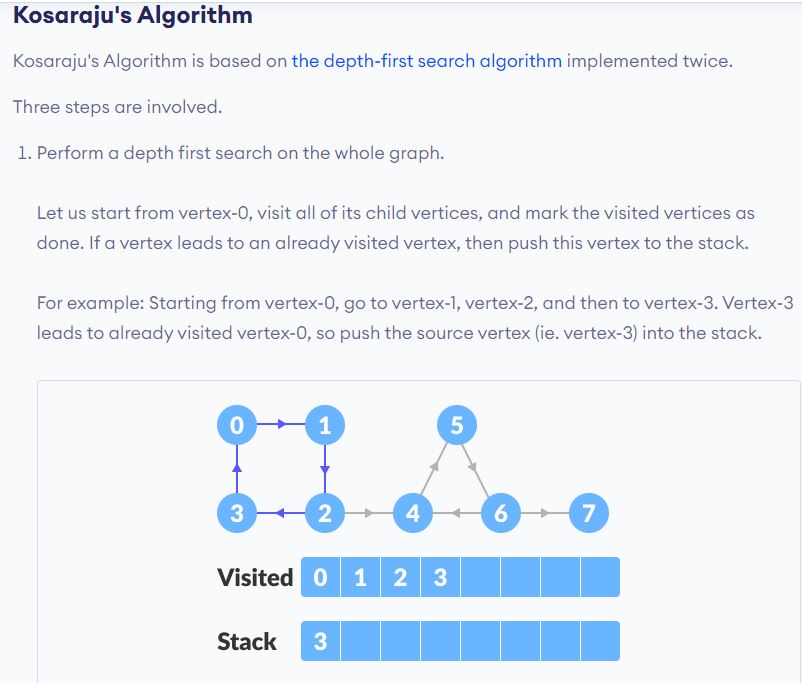 Kosaraju's Algorithm
Kosaraju's Algorithm is based on the depth-first search algorithm implemented twice.
Three steps are involved.
1. Perform a depth first search on the whole graph.
Let us start from vertex-0, visit all of its child vertices, and mark the visited vertices as
done. If a vertex leads to an already visited vertex, then push this vertex to the stack.
For example: Starting from vertex-0, go to vertex-1, vertex-2, and then to vertex-3. Vertex-3
leads to already visited vertex-0, so push the source vertex (ie. vertex-3) into the stack.
0 1 5
3 2 4 6 7
Visited 0 1 2 3
Stack 3